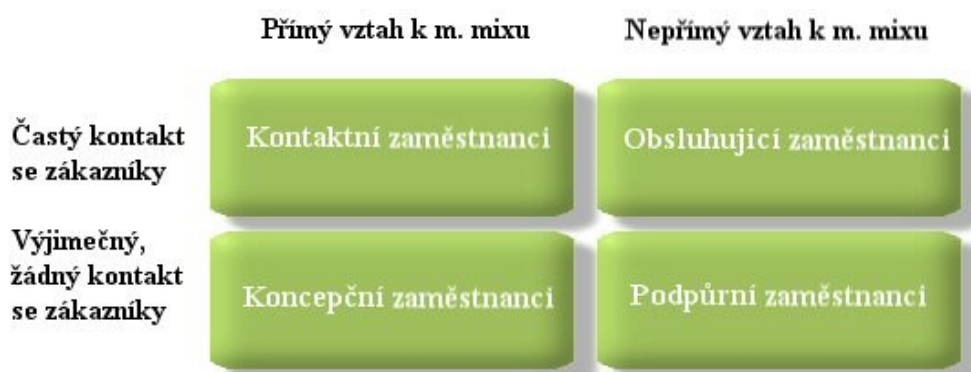 Přímý vztah k m. mixu
Nepřímý vztah k m. mixu
Častý kontakt
se zákazníky
Kontaktní zaměstnanci
Obsluhující zaměstnanci
Výjimečný,
žádný kontakt
se zákazníky
Koncepční zaměstnanci
Podpůrní zaměstnanci